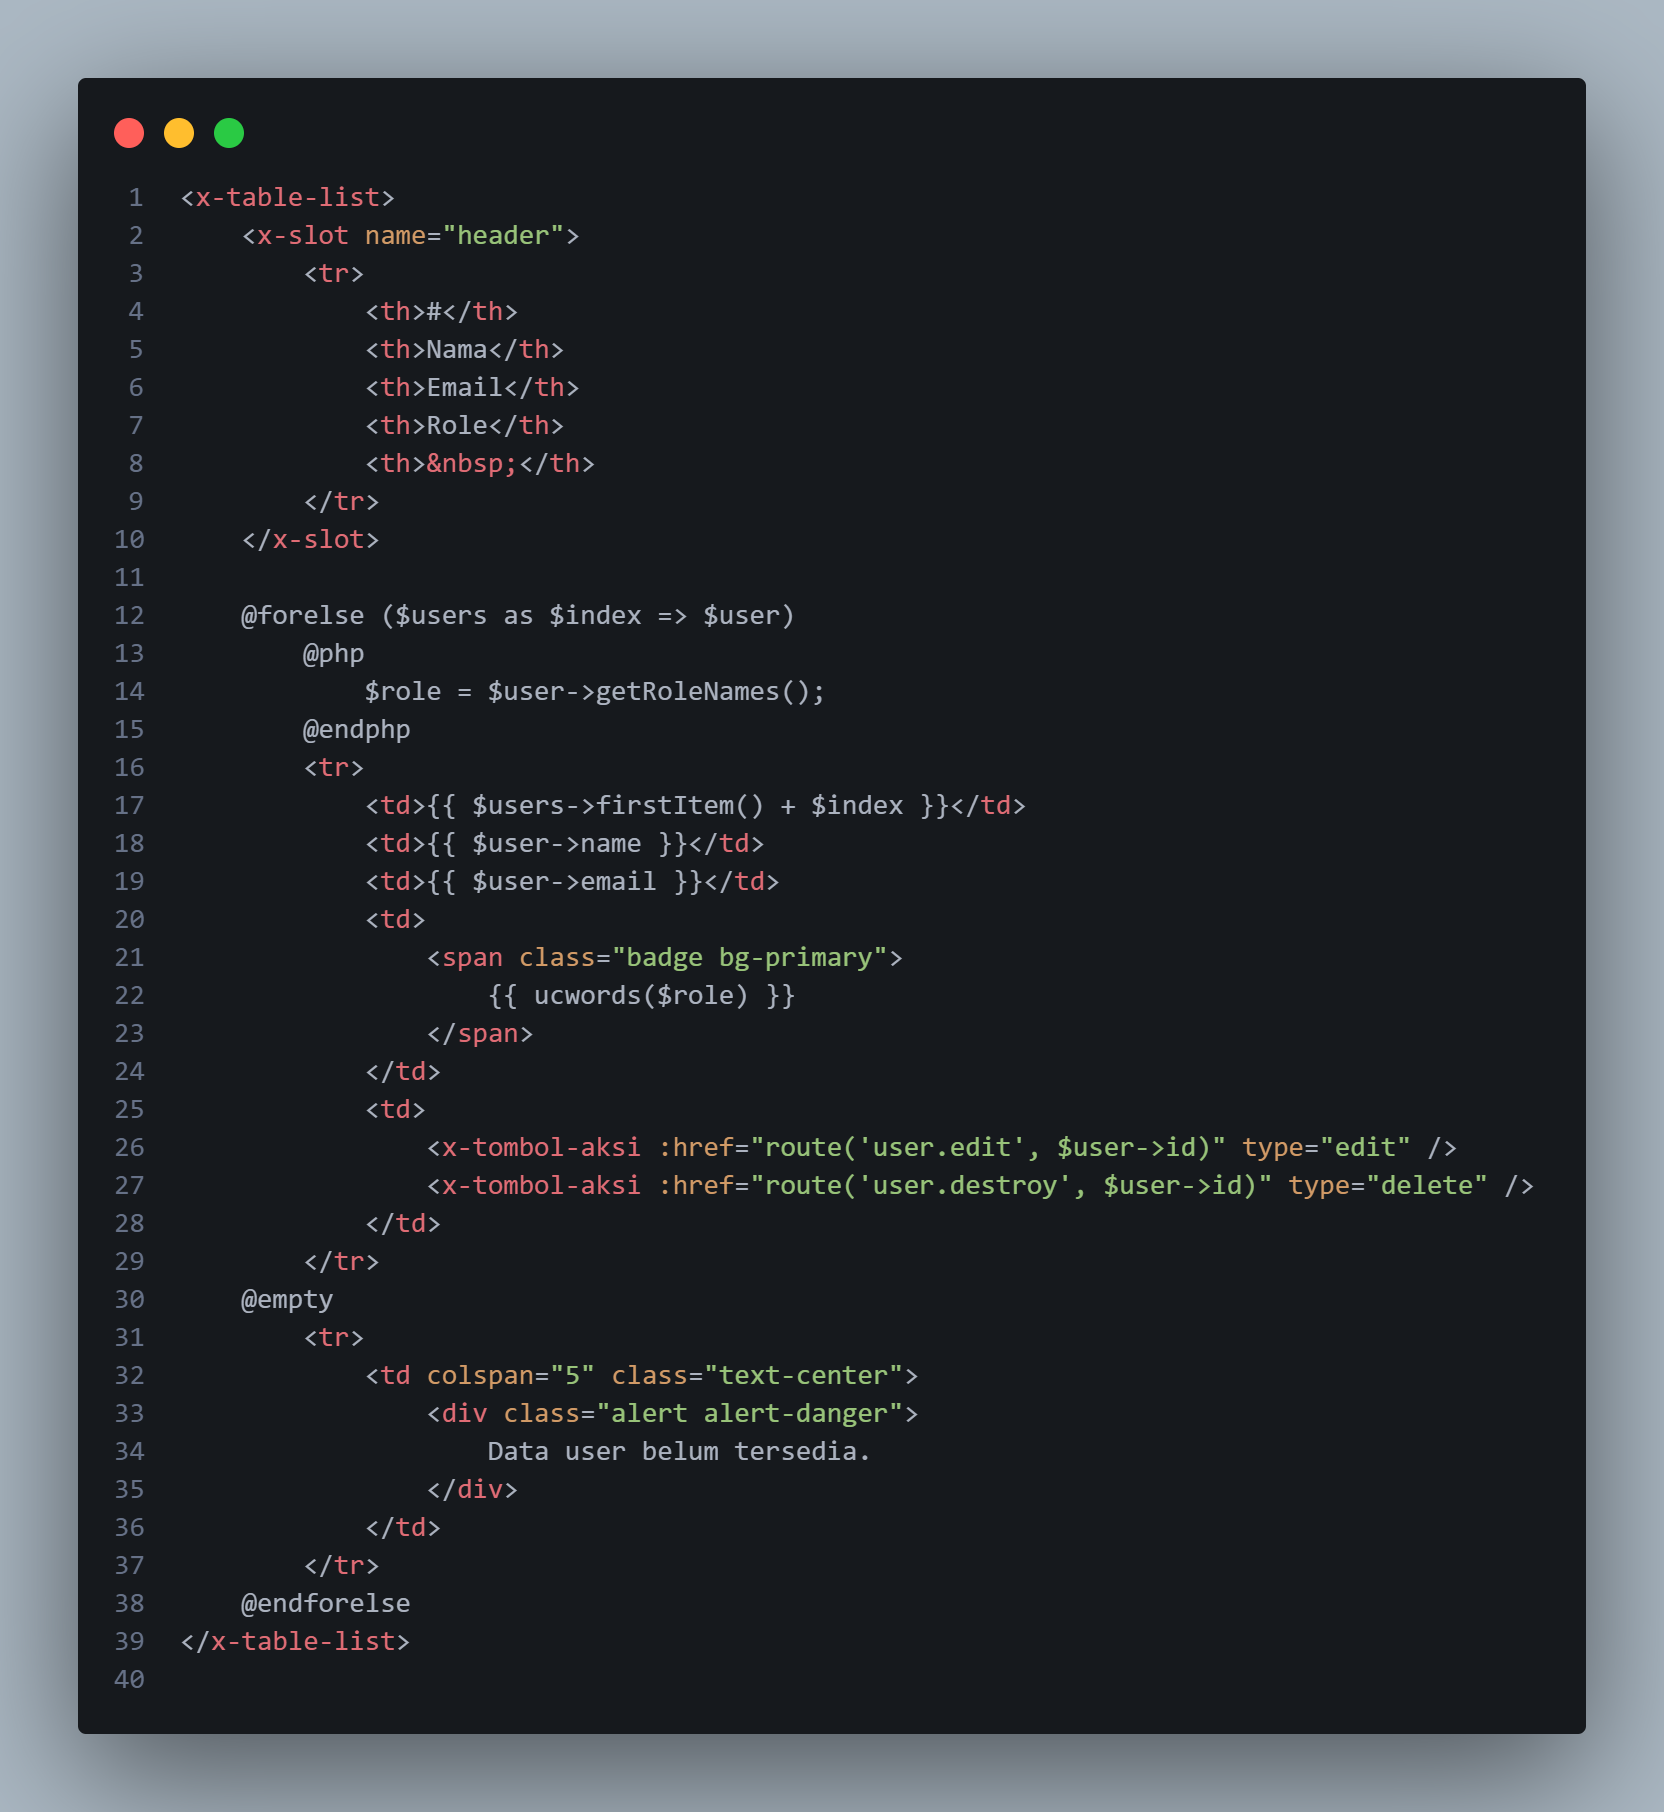 1 <x-table-list>
2     <x-slot name="header">
3         <tr>
4             <th>#</th>
5             <th>Nama</th>
6             <th>Email</th>
7             <th>Role</th>
8             <th>&nbsp;</th>
9         </tr>
10     </x-slot>
11
12     @forelse ($users as $index => $user)
13         @php
14             $role = $user->getRoleNames();
15         @endphp
16         <tr>
17             <td>{{ $users->firstItem() + $index }}</td>
18             <td>{{ $user->name }}</td>
19             <td>{{ $user->email }}</td>
20             <td>
21                 <span class="badge bg-primary">
22                     {{ ucwords($role) }}
23                 </span>
24             </td>
25             <td>
26                 <x-tombol-aksi :href="route('user.edit', $user->id)" type="edit" />
27                 <x-tombol-aksi :href="route('user.destroy', $user->id)" type="delete" />
28             </td>
29         </tr>
30     @empty
31         <tr>
32             <td colspan="5" class="text-center">
33                 <div class="alert alert-danger">
34                     Data user belum tersedia.
35                 </div>
36             </td>
37         </tr>
38     @endforelse
39 </x-table-list>
40